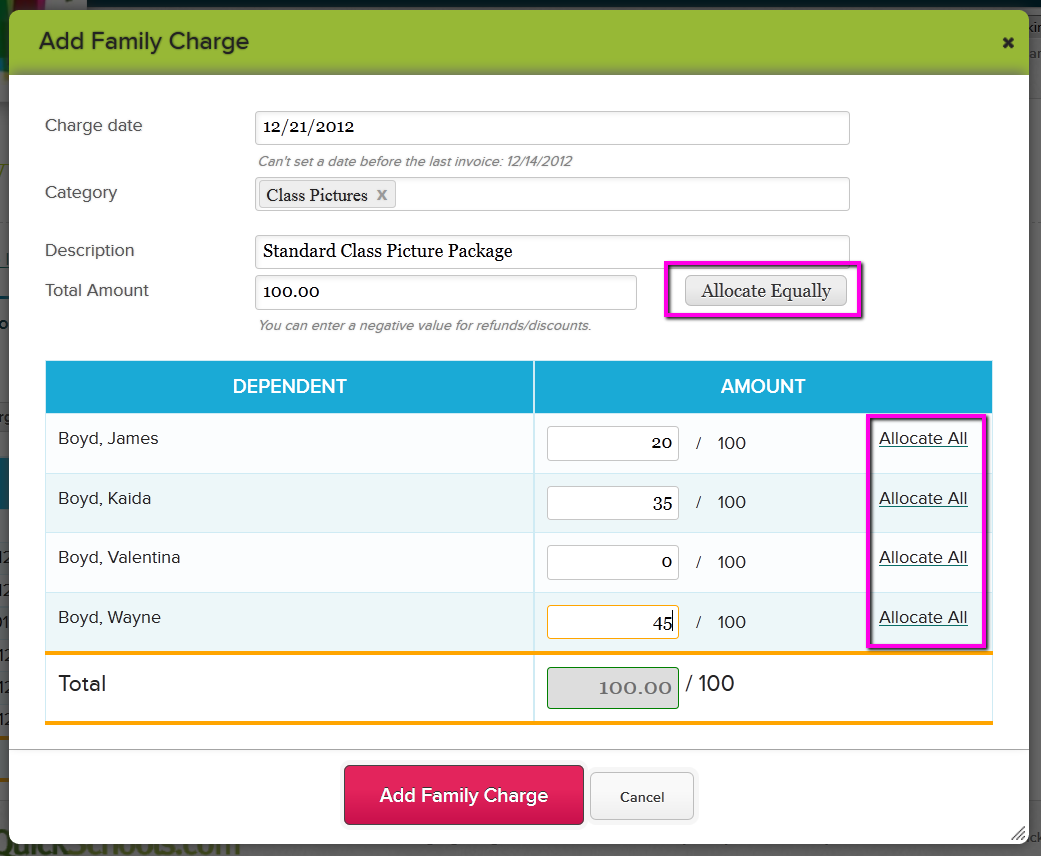 Add Family Charge ✖
Charge date 12/21/2012
Can't set a date before the last invoice: 12/14/2012
Category Class Pictures x
Description Standard Class Picture Package
Total Amount 100.00 Allocate Equally
You can enter a negative value for refunds/discounts.
DEPENDENT AMOUNT
Boyd, James 20 / 100 Allocate All
Boyd, Kaida 35 / 100 Allocate All
Boyd, Valentina 0 / 100 Allocate All
Boyd, Wayne 45 / 100 Allocate All
Total 100.00 / 100
Add Family Charge Cancel
QuickSchools.com